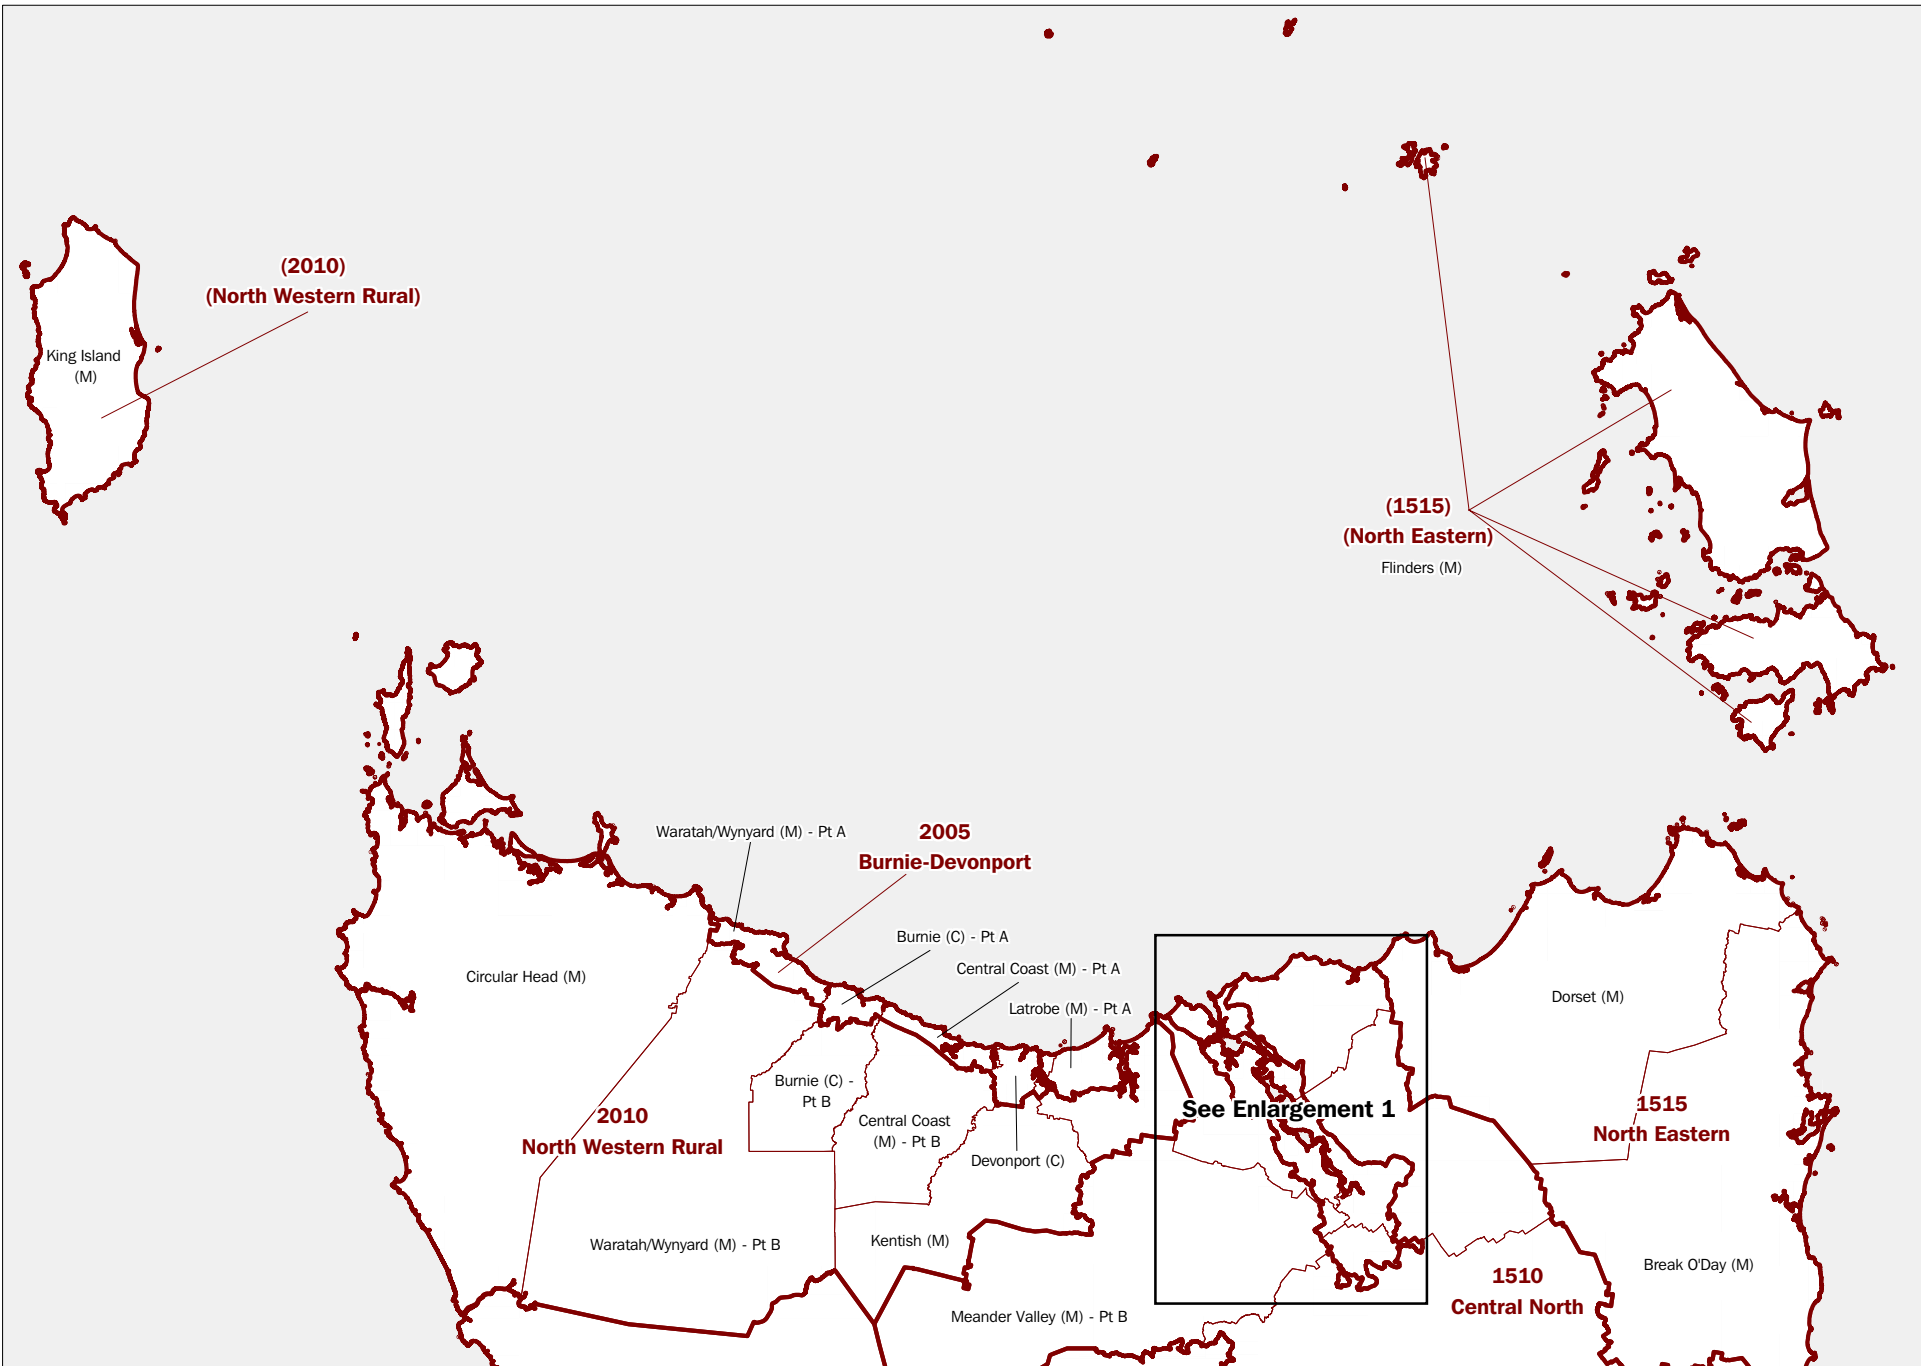 (2010)
(North Western Rural)
King Island
(M)
(1515)
(North Eastern)
Flinders (M)
Waratah/Wynyard (M) - Pt A
2005
Burnie-Devonport
Burnie (C) - Pt A
Central Coast (M) - Pt A
Latrobe (M) - Pt A
Circular Head (M)
Dorset (M)
Burnie (C) -
Pt B
See Enlargement 1
2010
North Western Rural
Central Coast
(M) - Pt B
1515
North Eastern
Devonport (C)
Waratah/Wynyard (M) - Pt B
Kentish (M)
Break O'Day (M)
1510
Central North
Meander Valley (M) - Pt B